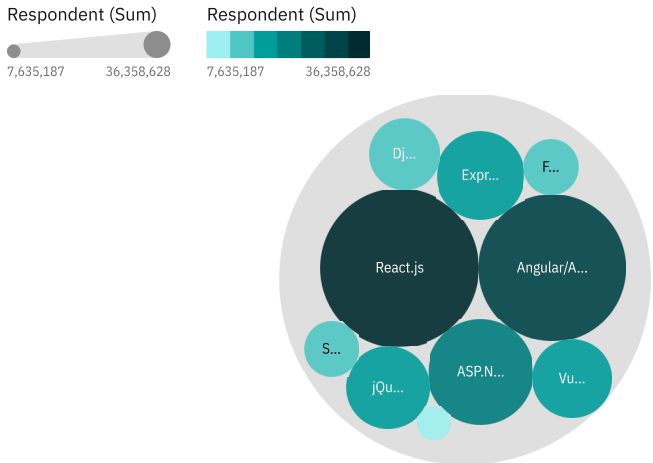 Respondent (Sum)
7,635,187 36,358,628
Respondent (Sum)
7,635,187 36,358,628
Dj...
Expr...
F...
React.js
Angular/A...
S...
jQu...
ASP.N...
Vu...